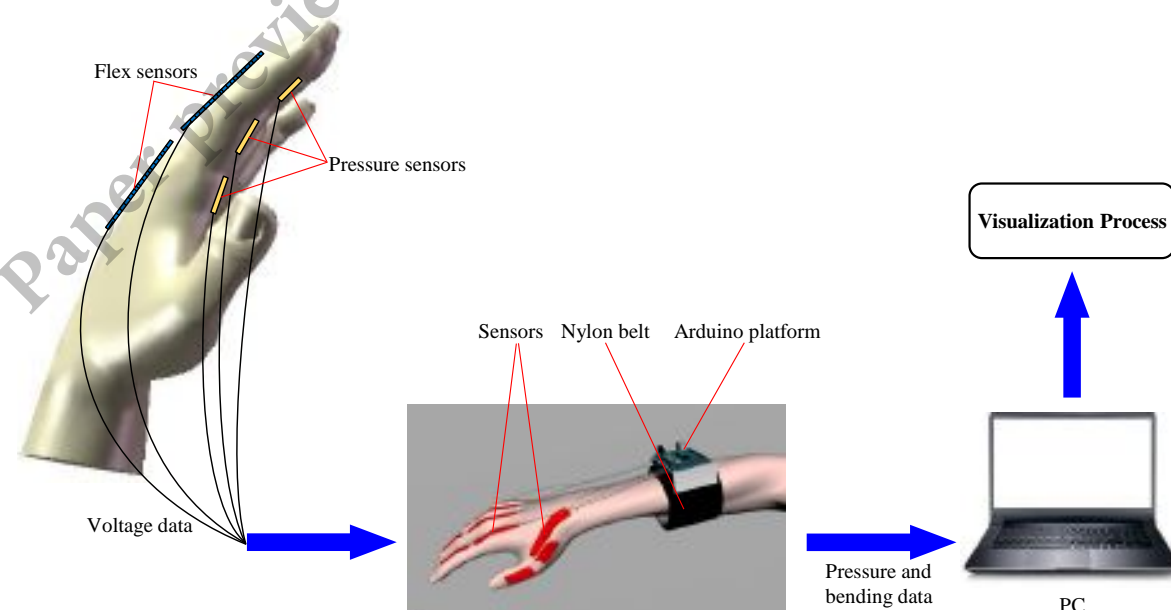 Paper previe
Flex sensors
Pressure sensors
Visualization Process
Sensors
Nylon belt
Arduino platform
Voltage data
Pressure and
bending data
PC